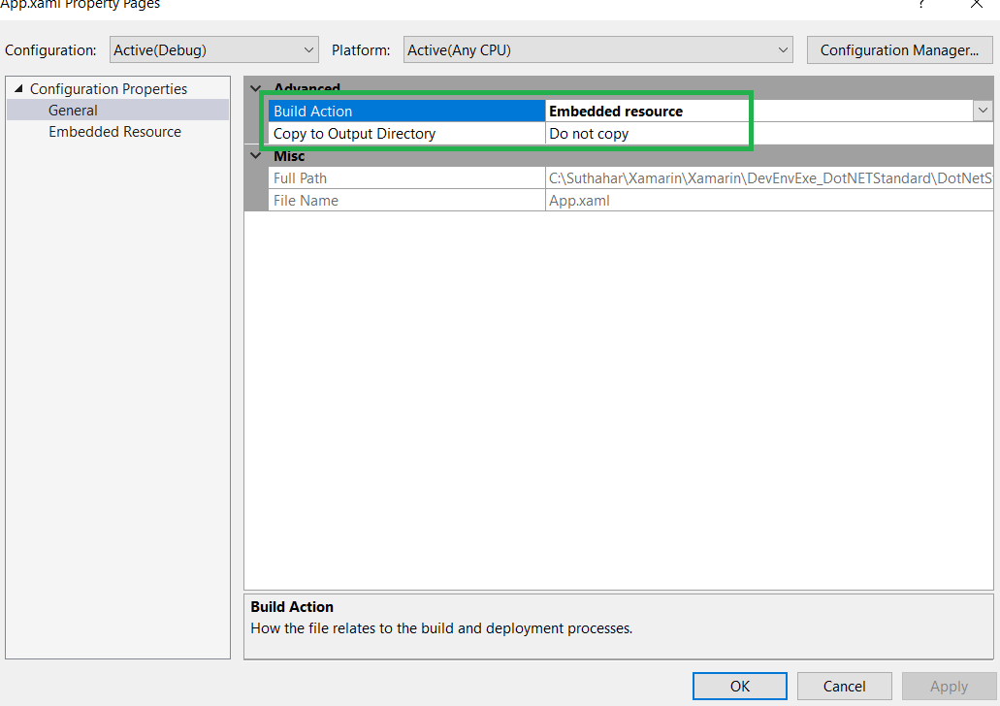 App.xaml Property Pages ?
Configuration: Active(Debug) Platform: Active(Any CPU) Configuration Manager...
Configuration Properties
General
Embedded Resource
Advanced
Build Action Embedded resource
Copy to Output Directory Do not copy
Misc
Full Path C:\Suthahar\Xamarin\Xamarin\DevEnvExe_DotNETStandard\DotNetS
File Name App.xaml
Build Action
How the file relates to the build and deployment processes.
OK Cancel Apply